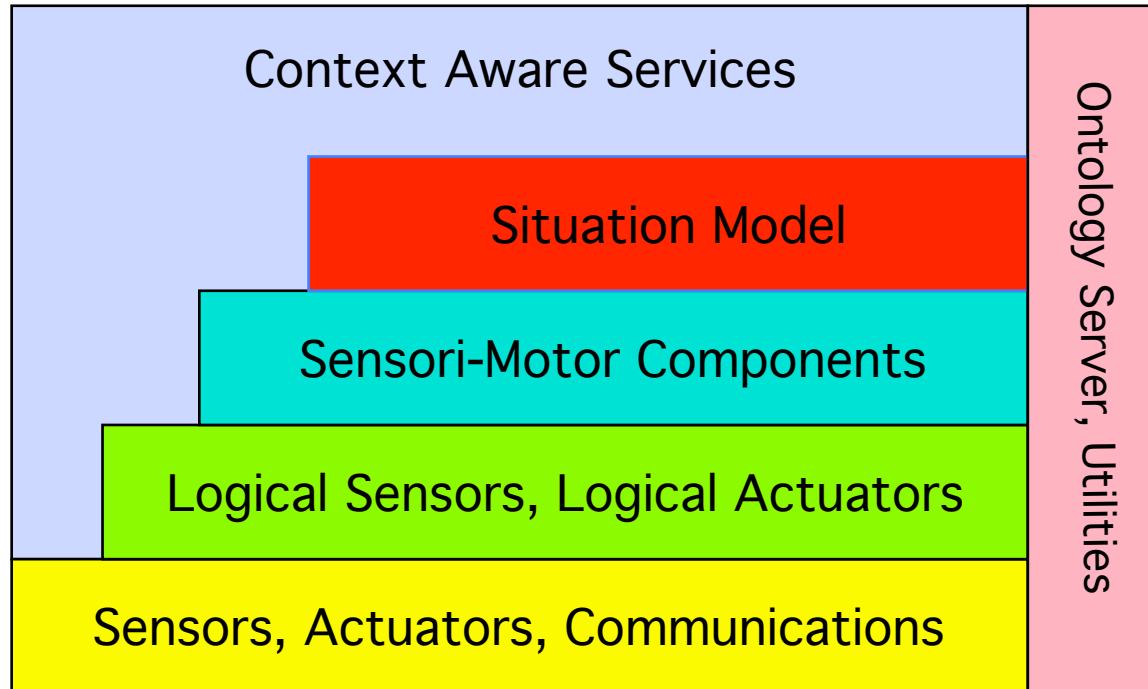 Context Aware Services
Situation Model
Sensori-Motor Components
Logical Sensors, Logical Actuators
Sensors, Actuators, Communications
Ontology Server, Utilities